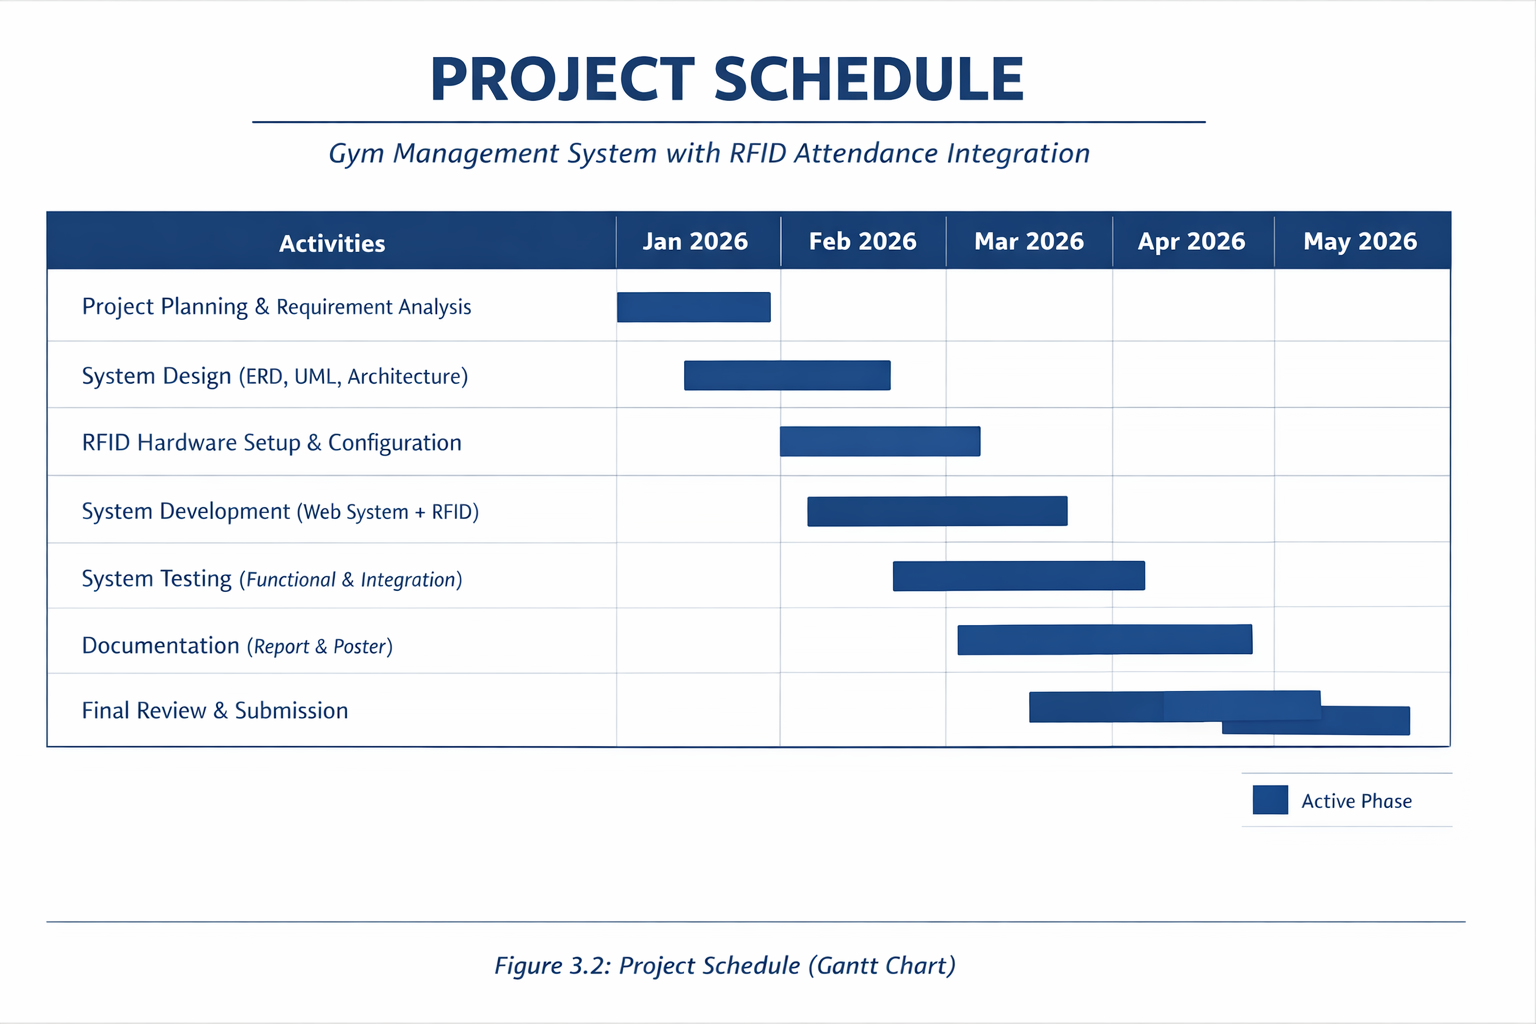 PROJECT SCHEDULE
Gym Management System with RFID Attendance Integration
Activities Jan 2026 Feb 2026 Mar 2026 Apr 2026 May 2026
Project Planning & Requirement Analysis
System Design (ERD, UML, Architecture)
RFID Hardware Setup & Configuration
System Development (Web System + RFID)
System Testing (Functional & Integration)
Documentation (Report & Poster)
Final Review & Submission
Active Phase
Figure 3.2: Project Schedule (Gantt Chart)